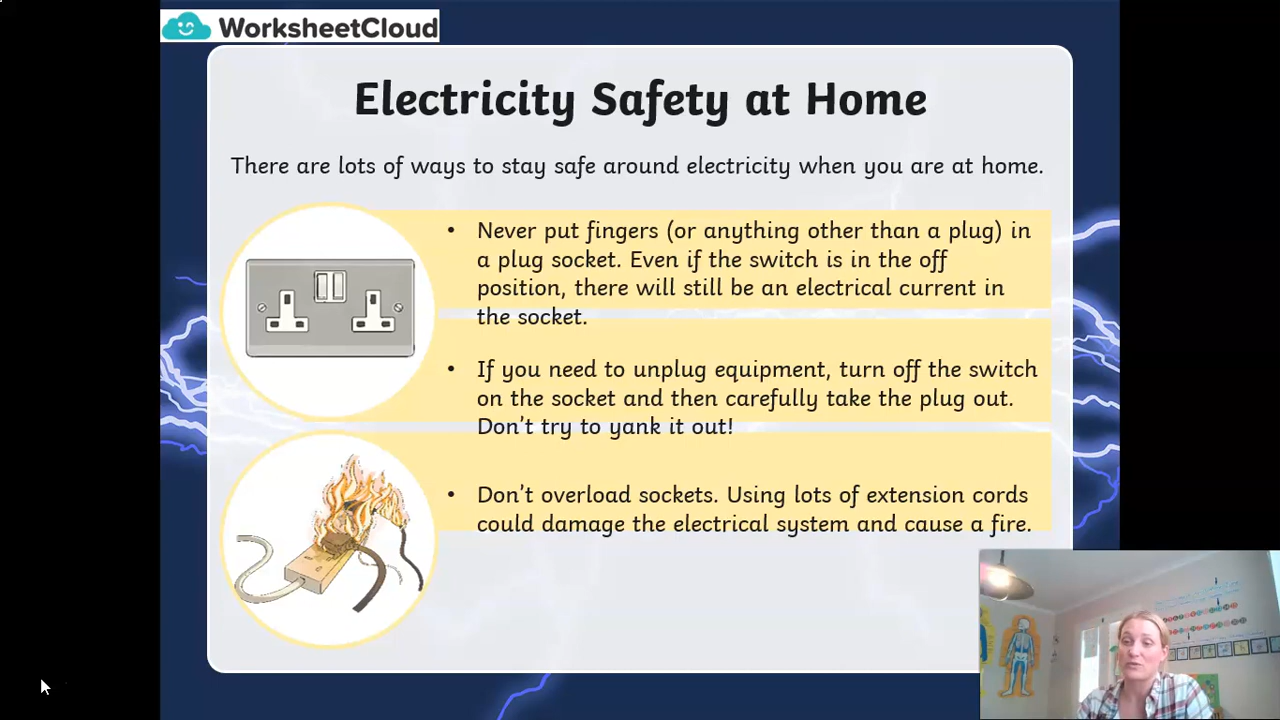 WorksheetCloud
Electricity Safety at Home
There are lots of ways to stay safe around electricity when you are at home.
• Never put fingers (or anything other than a plug) in
a plug socket. Even if the switch is in the off
position, there will still be an electrical current in
the socket.
• If you need to unplug equipment, turn off the switch
on the socket and then carefully take the plug out.
Don't try to yank it out!
• Don't overload sockets. Using lots of extension cords
could damage the electrical system and cause a fire.